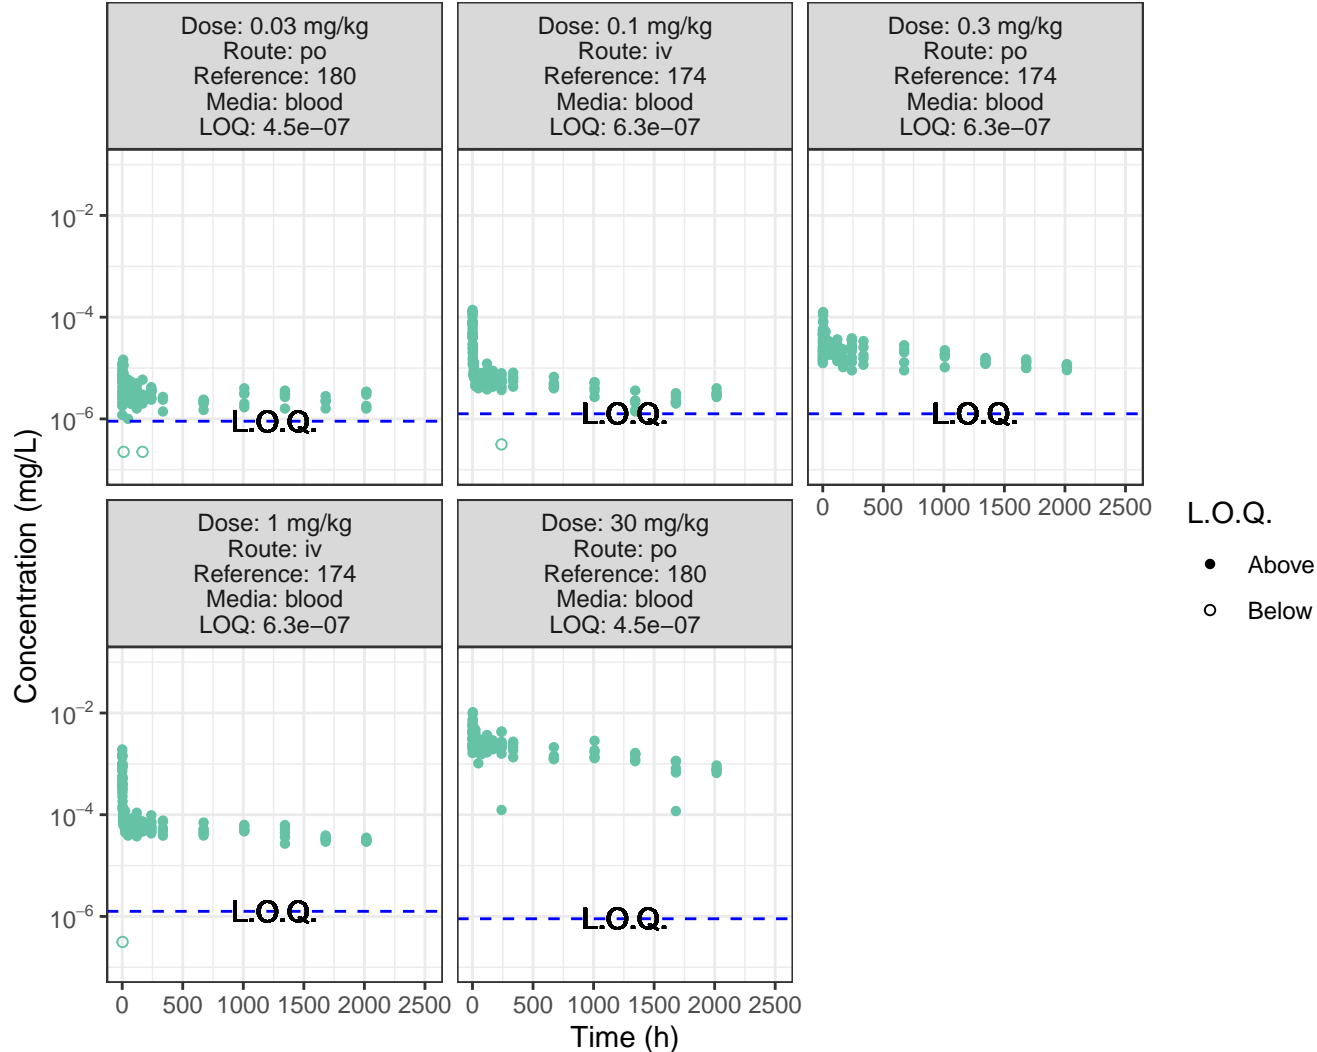 Dose: 0.03 mg/kg
Route: po
Reference: 180
Media: blood
LOQ: 4.5e−07
Dose: 0.1 mg/kg
Route: iv
Reference: 174
Media: blood
LOQ: 6.3e−07
Dose: 0.3 mg/kg
Route: po
Reference: 174
Media: blood
LOQ: 6.3e−07
10⁻²
10⁻⁴
10⁻⁶
L.O.Q.
L.O.Q.
L.O.Q.
0 500 1000 1500 2000 2500
Dose: 1 mg/kg
Route: iv
Reference: 174
Media: blood
LOQ: 6.3e−07
Dose: 30 mg/kg
Route: po
Reference: 180
Media: blood
LOQ: 4.5e−07
10⁻²
10⁻⁴
10⁻⁶
L.O.Q.
L.O.Q.
0 500 1000 1500 2000 2500
0 500 1000 1500 2000 2500
Time (h)
Concentration (mg/L)
L.O.Q.
Above
Below